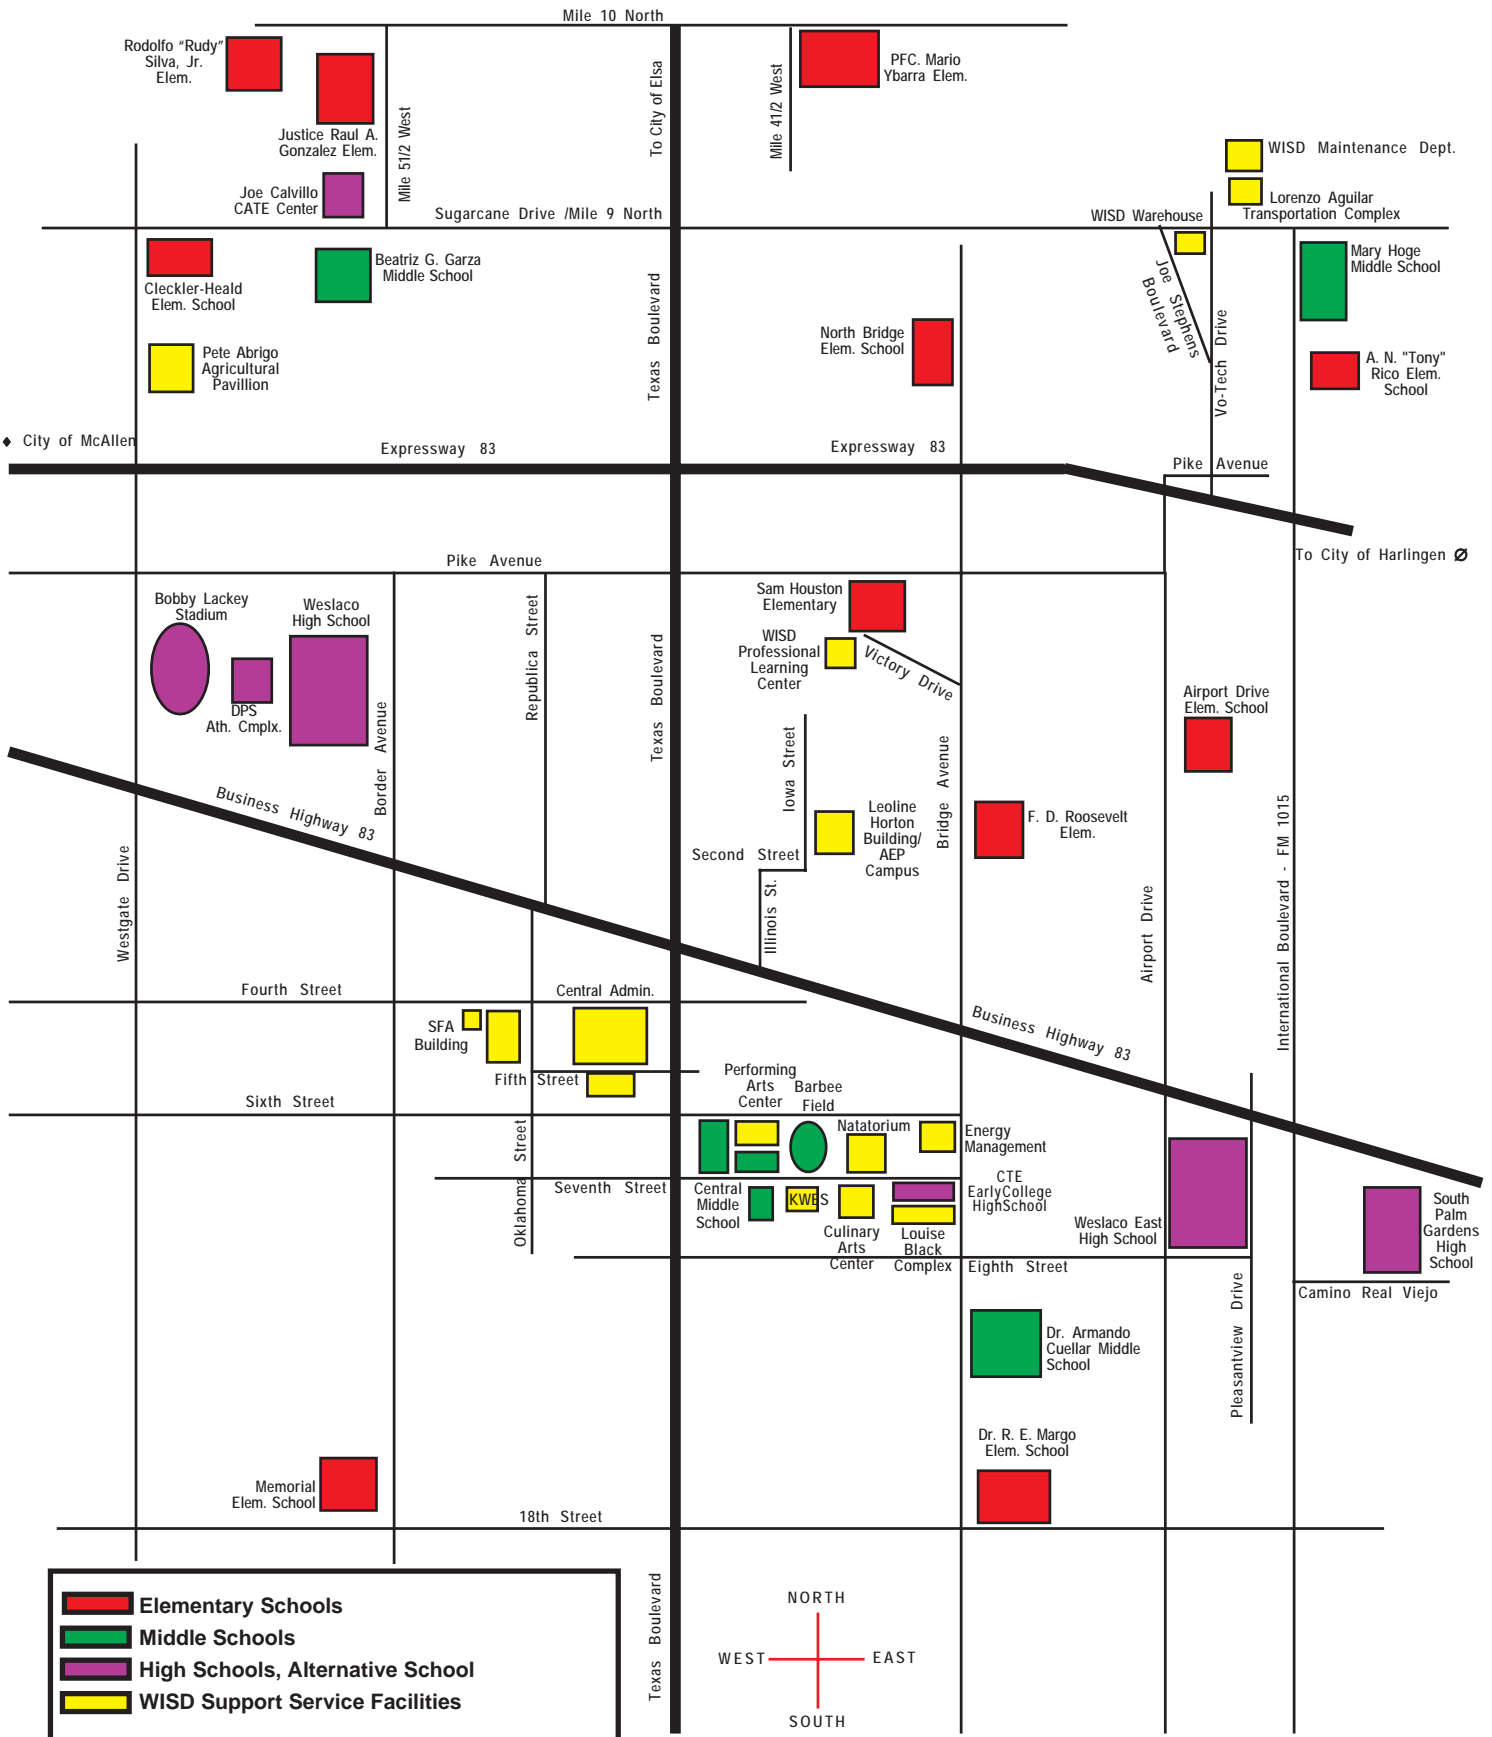 Mile 10 North
Rodolfo "Rudy"
Silva, Jr.
Elem.
Justice Raul A.
Gonzalez Elem.
Mile 51/2 West
To City of Elsa
Mile 41/2 West
PFC. Mario
Ybarra Elem.
WISD Maintenance Dept.
Lorenzo Aguilar
Transportation Complex
Joe Calvillo
CATE Center
Sugarcane Drive /Mile 9 North
WISD Warehouse
Cleckler-Heald
Elem. School
Beatriz G. Garza
Middle School
Texas Boulevard
Joe Stephens
Boulevard
Vo-Tech Drive
Mary Hoge
Middle School
North Bridge
Elem. School
Pete Abrigo
Agricultural
Pavillion
A. N. "Tony"
Rico Elem.
School
♦ City of McAllen
Expressway 83
Expressway 83
Pike Avenue
To City of Harlingen Ø
Pike Avenue
Bobby Lackey
Stadium
Weslaco
High School
DPS
Ath. Cmplx.
Border Avenue
Republica Street
Texas Boulevard
Sam Houston
Elementary
WISD
Professional
Learning
Center
Victory Drive
Airport Drive
Elem. School
Business Highway 83
Iowa Street
Leoline
Horton
Building/
AEP
Campus
Bridge Avenue
F. D. Roosevelt
Elem.
Second Street
Illinois St.
Westgate Drive
Airport Drive
International Boulevard - FM 1015
Fourth Street
Central Admin.
SFA
Building
Business Highway 83
Fifth Street
Sixth Street
Performing
Arts
Center
Barbee
Field
Natatorium
Energy
Management
Oklahoma Street
Seventh Street
Central
Middle
School
KWES
Culinary
Arts
Center
Louise
Black
Complex
CTE
EarlyCollege
HighSchool
Weslaco East
High School
South
Palm
Gardens
High
School
Eighth Street
Camino Real Viejo
Pleasantview Drive
Dr. Armando
Cuellar Middle
School
Dr. R. E. Margo
Elem. School
Memorial
Elem. School
18th Street
Texas Boulevard
Elementary Schools
Middle Schools
High Schools, Alternative School
WISD Support Service Facilities
NORTH
WEST
EAST
SOUTH